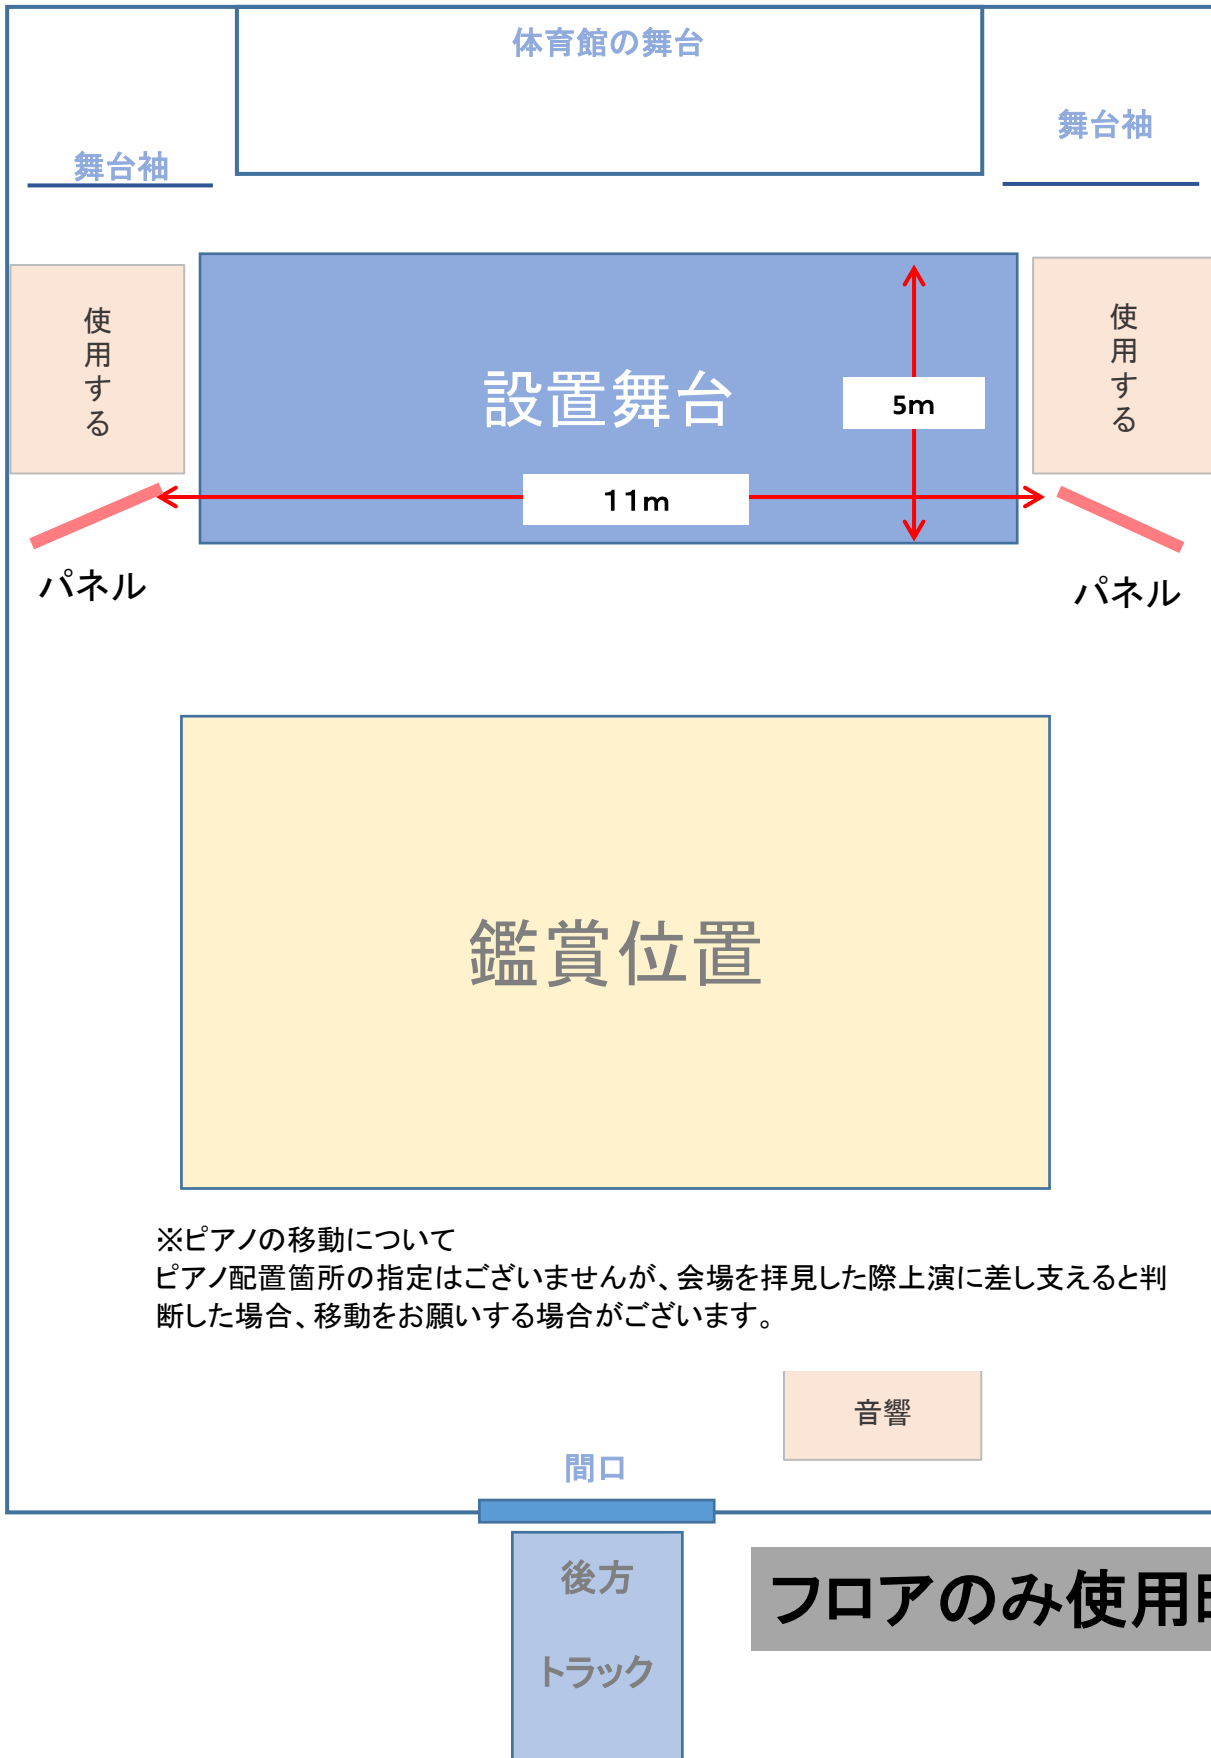 体育館の舞台
舞台袖
舞台袖
使用する
設置舞台
5m
使用する
11m
パネル
パネル
鑑賞位置
※ピアノの移動について
ピアノ配置箇所の指定はございませんが、会場を拝見した際上演に差し支えると判
断した場合、移動をお願いする場合がございます。
音響
間口
後方
トラック
フロアのみ使用